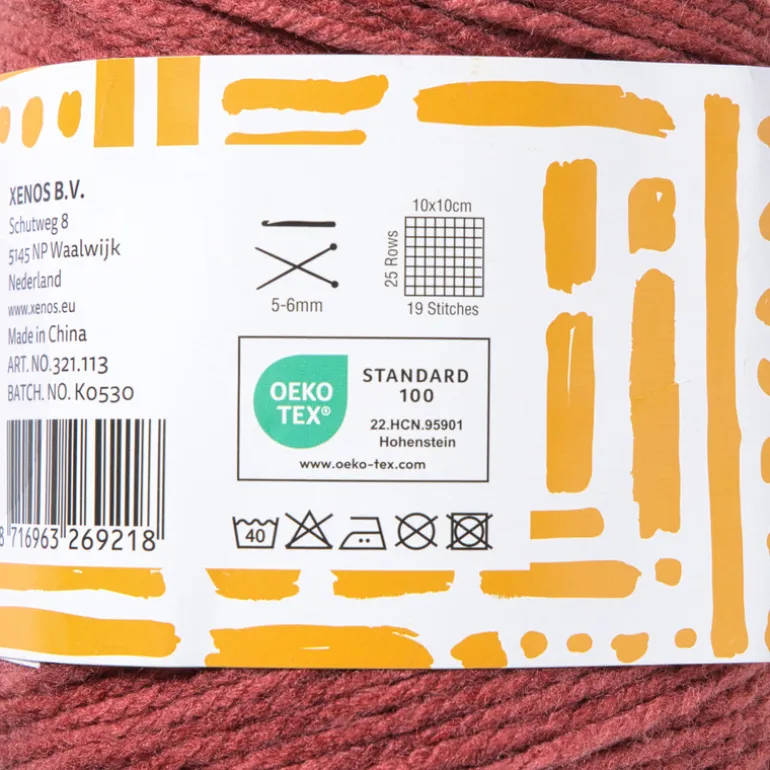 XENOS B.V.
Schutweg 8
5145 NP Waalwijk
Nederland
www.xenos.eu
Made in China
ART. NO.321.113
BATCH. NO. K0530
8 716963 269218
10x10cm
25 Rows
19 Stitches
5-6mm
OEKO
TEX®
STANDARD
100
22.HCN.95901
Hohenstein
www.oeko-tex.com
40